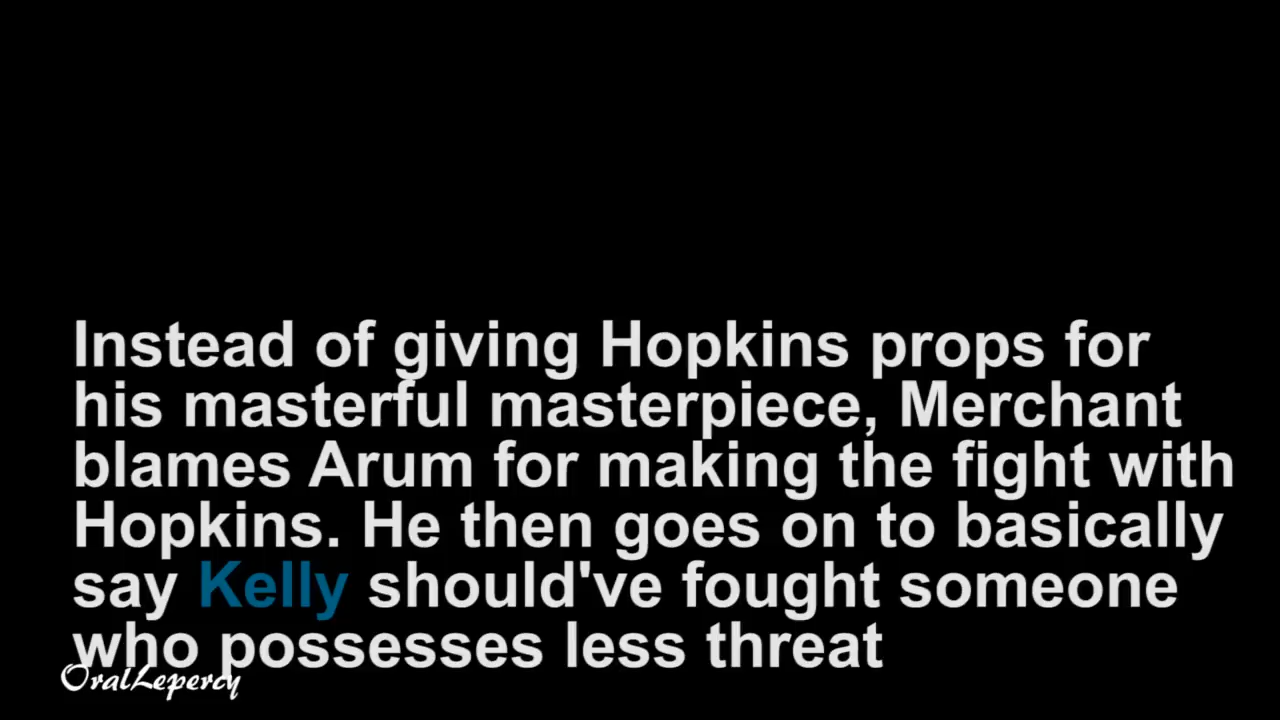 Instead of giving Hopkins props for
his masterful masterpiece, Merchant
blames Arum for making the fight with
Hopkins. He then goes on to basically
say Kelly should've fought someone
who possesses less threat
OralLepercy